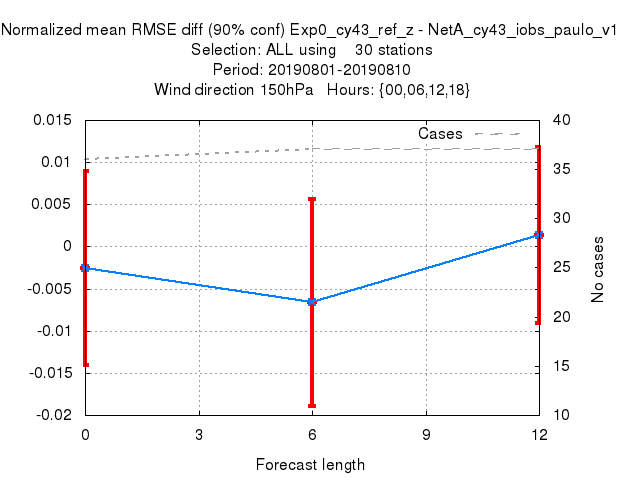 Normalized mean RMSE diff (90% conf) Exp0_cy43_ref_z - NetA_cy43_iobs_paulo_v1
Selection: ALL using    30 stations
Period: 20190801-20190810
Wind direction 150hPa   Hours: {00,06,12,18}
0.015
0.01
0.005
0
-0.005
-0.01
-0.015
-0.02
Cases
40
35
30
25
20
15
10
No cases
0
3
6
9
12
Forecast length